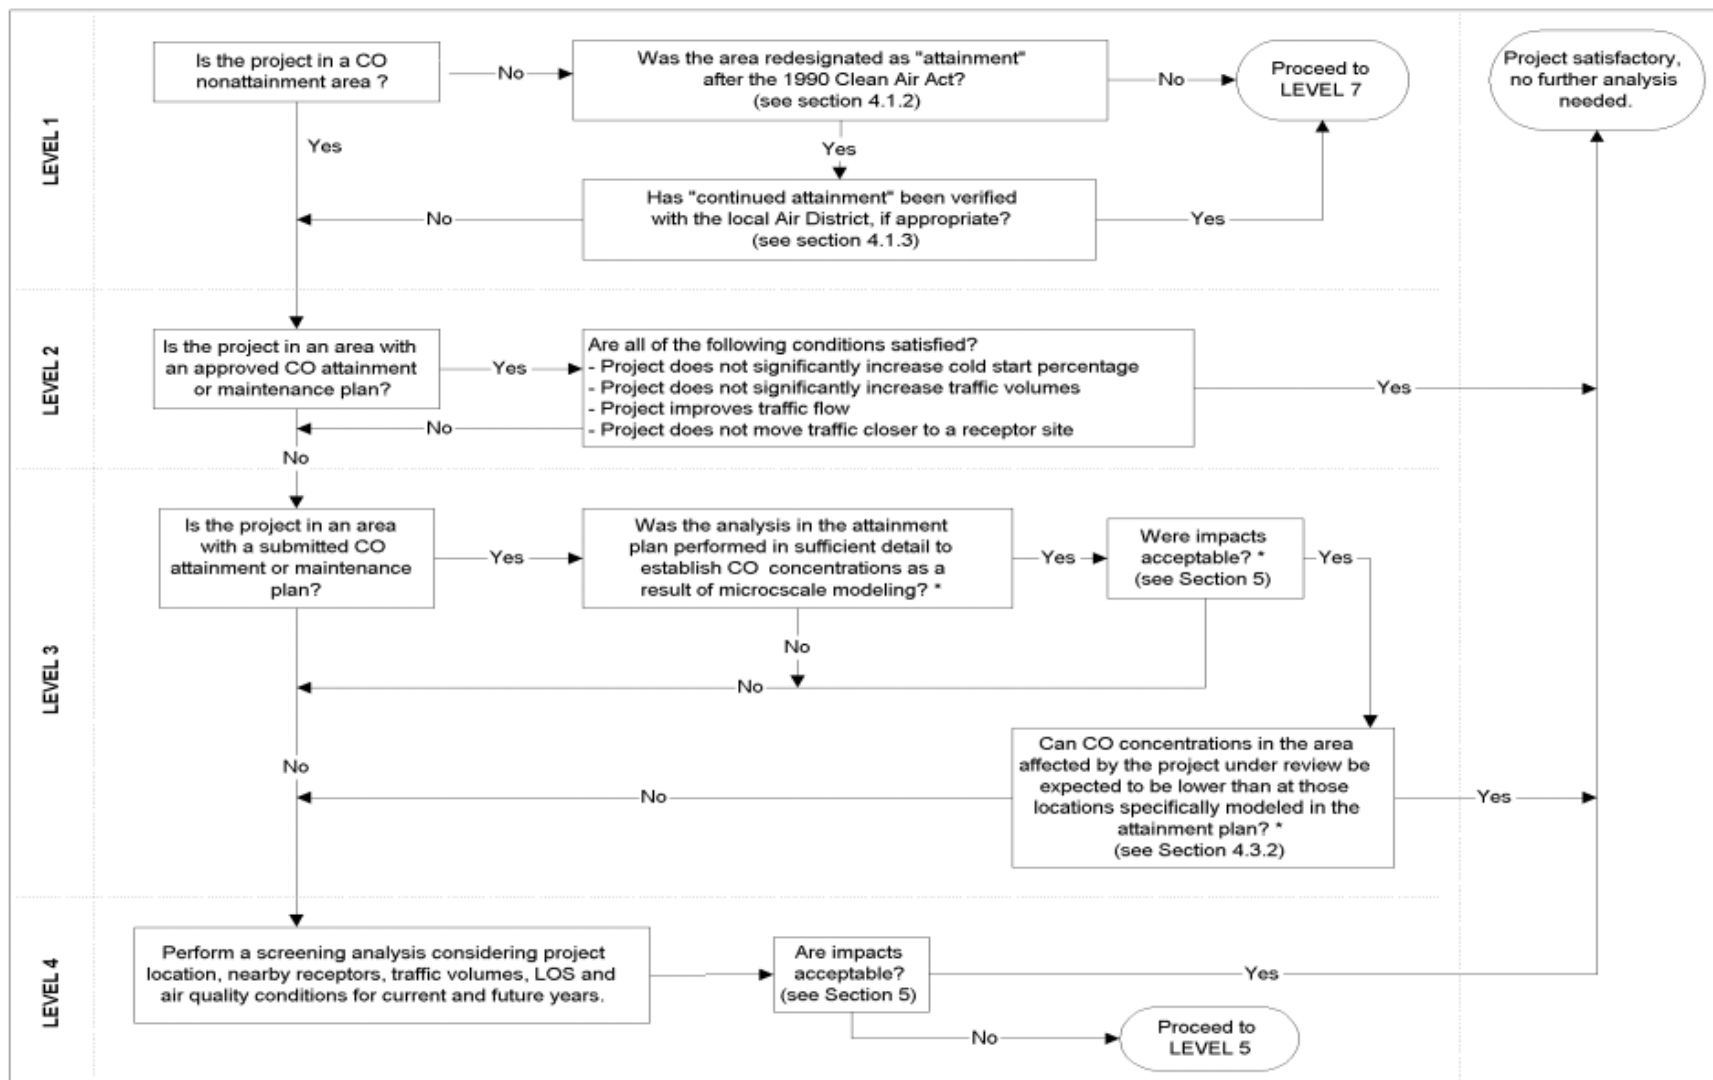 LEVEL 1
Is the project in a CO
nonattainment area ?
No
Was the area redesignated as "attainment"
after the 1990 Clean Air Act?
(see section 4.1.2)
No
Proceed to
LEVEL 7
Project satisfactory,
no further analysis
needed.
Yes
Yes
Has "continued attainment" been verified
with the local Air District, if appropriate?
(see section 4.1.3)
No
Yes
LEVEL 2
Is the project in an area with
an approved CO attainment
or maintenance plan?
Yes
Are all of the following conditions satisfied?
- Project does not significantly increase cold start percentage
- Project does not significantly increase traffic volumes
- Project improves traffic flow
- Project does not move traffic closer to a receptor site
Yes
No
No
LEVEL 3
Is the project in an area
with a submitted CO
attainment or maintenance
plan?
Yes
Was the analysis in the attainment
plan performed in sufficient detail to
establish CO concentrations as a
result of microcscale modeling? *
Yes
Were impacts
acceptable? *
(see Section 5)
Yes
No
No
No
Can CO concentrations in the area
affected by the project under review be
expected to be lower than at those
locations specifically modeled in the
attainment plan? *
(see Section 4.3.2)
No
Yes
LEVEL 4
Perform a screening analysis considering project
location, nearby receptors, traffic volumes, LOS and
air quality conditions for current and future years.
Are impacts
acceptable?
(see Section 5)
Yes
No
Proceed to
LEVEL 5